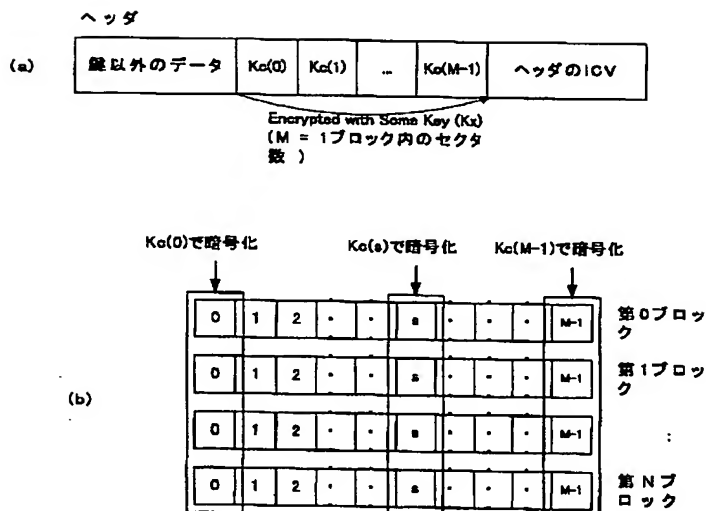 ヘッダ
(a)
鍵以外のデータ Kc(0) Kc(1) ... Kc(M-1) ヘッダのICV
Encrypted with Some Key (Kx)
(M = 1ブロック内のセクタ
数 )
Kc(0)で暗号化 Kc(s)で暗号化 Kc(M-1)で暗号化
0 1 2 ・ ・ s ・ ・ ・ M-1 第0ブロッ
ク
0 1 2 ・ ・ s ・ ・ ・ M-1 第1ブロッ
ク
(b)
0 1 2 ・ ・ s ・ ・ ・ M-1 :
0 1 2 ・ ・ s ・ ・ ・ M-1 第Nブ
ロック